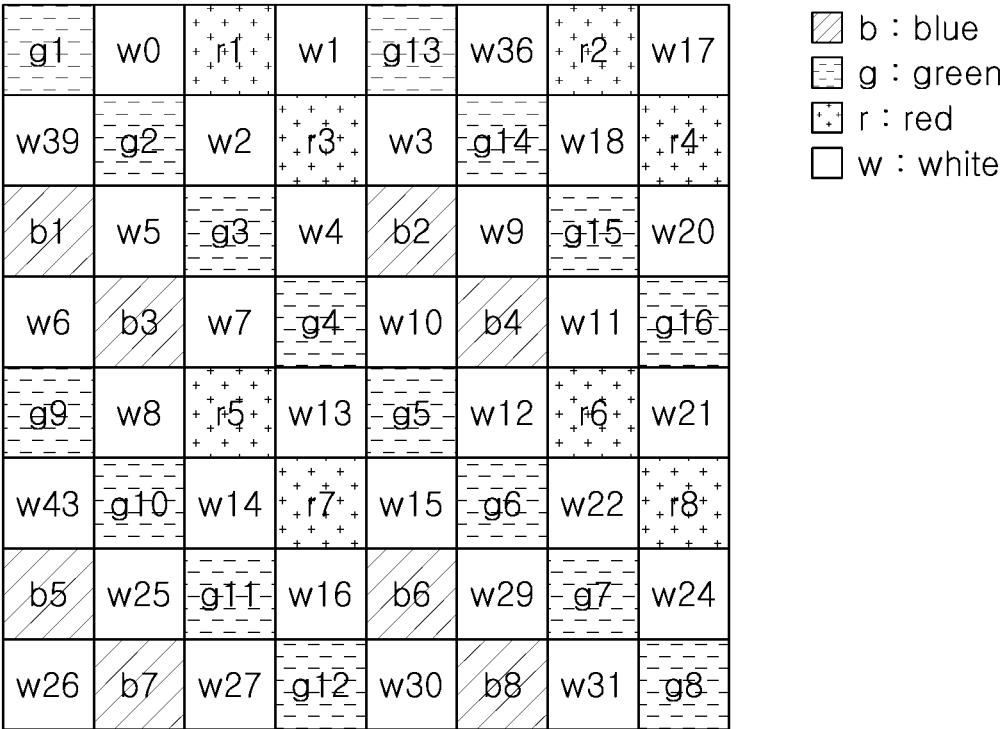 g1 w0 r1 w1 g13 w36 r2 w17
w39 g2 w2 r3 w3 g14 w18 r4
b1 w5 g3 w4 b2 w9 g15 w20
w6 b3 w7 g4 w10 b4 w11 g16
g9 w8 r5 w13 g5 w12 r6 w21
w43 g10 w14 r7 w15 g6 w22 r8
b5 w25 g11 w16 b6 w29 g7 w24
w26 b7 w27 g12 w30 b8 w31 g8
b : blue
g : green
r : red
w : white